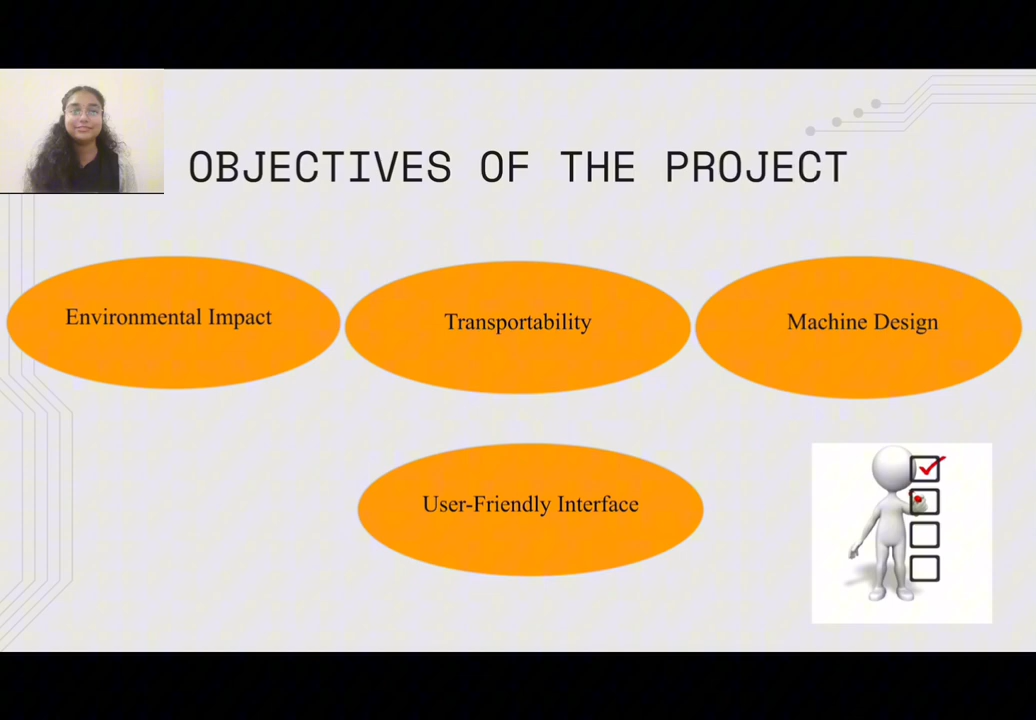 OBJECTIVES OF THE PROJECT
Environmental Impact
Transportability
Machine Design
User-Friendly Interface